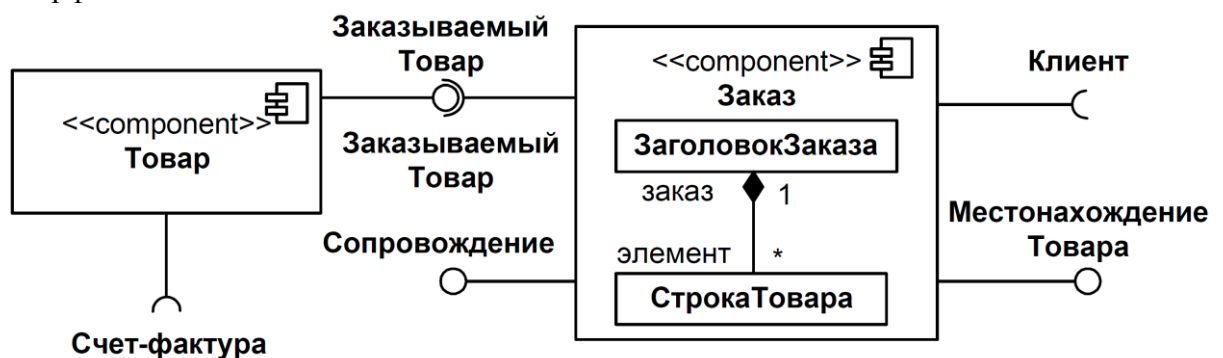 Заказываемый
Товар
<<component>>
Товар
Заказываемый
Товар
Сопровождение
Счет-фактура
<<component>>
Заказ
ЗаголовокЗаказа
заказ 1
элемент *
СтрокаТовара
Клиент
Местонахождение
Товара